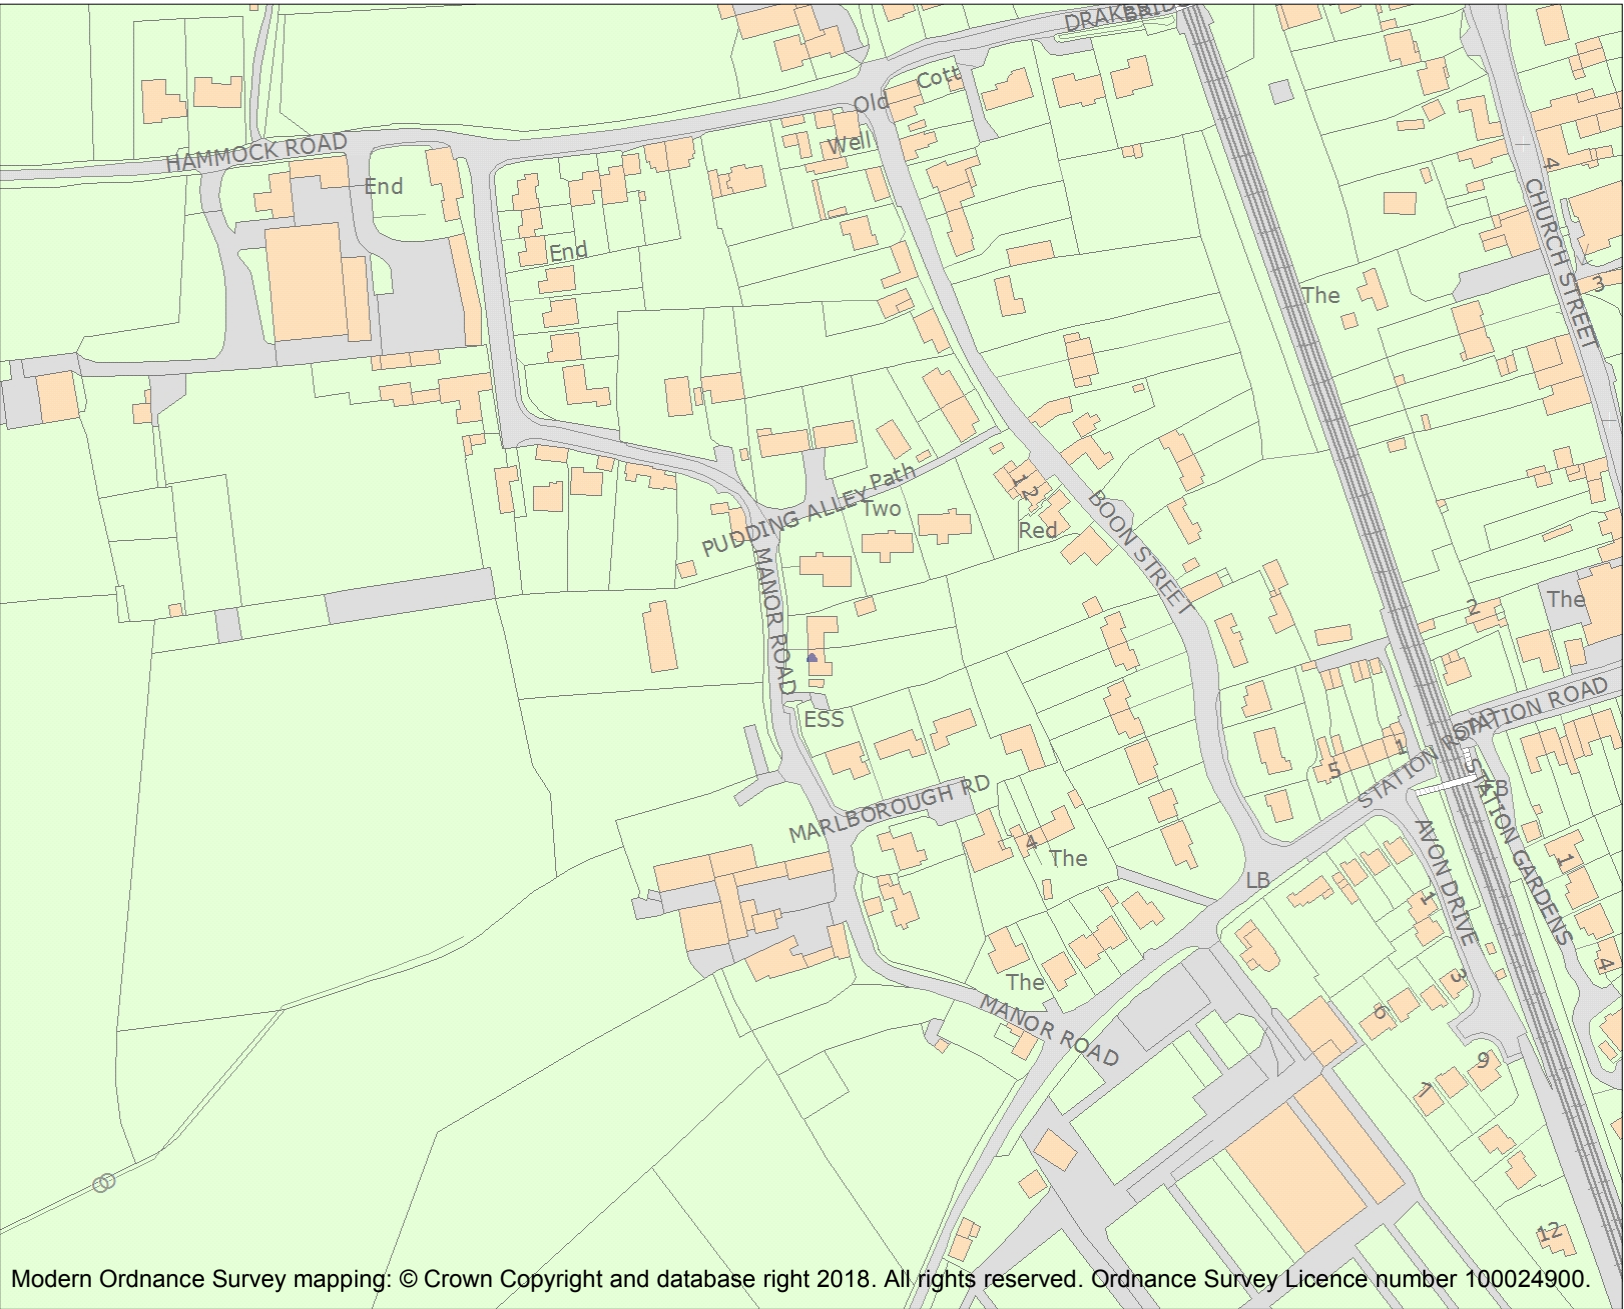 DRAKES BRIDGE
Cott
Old
Well
HAMMOCK ROAD
End
End
4
CHURCH STREET
3
The
Path
PUDDING ALLEY
Two
1 2
Red
BOON STREET
MANOR ROAD
2
The
ESS
STATION ROAD
STATION ROAD
1
5
FB
MARLBOROUGH RD
4
The
STATION GARDENS
AVON DRIVE
1
1
LB
4
3
6
The
MANOR ROAD
9
7
12
Modern Ordnance Survey mapping: © Crown Copyright and database right 2018. All rights reserved. Ordnance Survey Licence number 100024900.